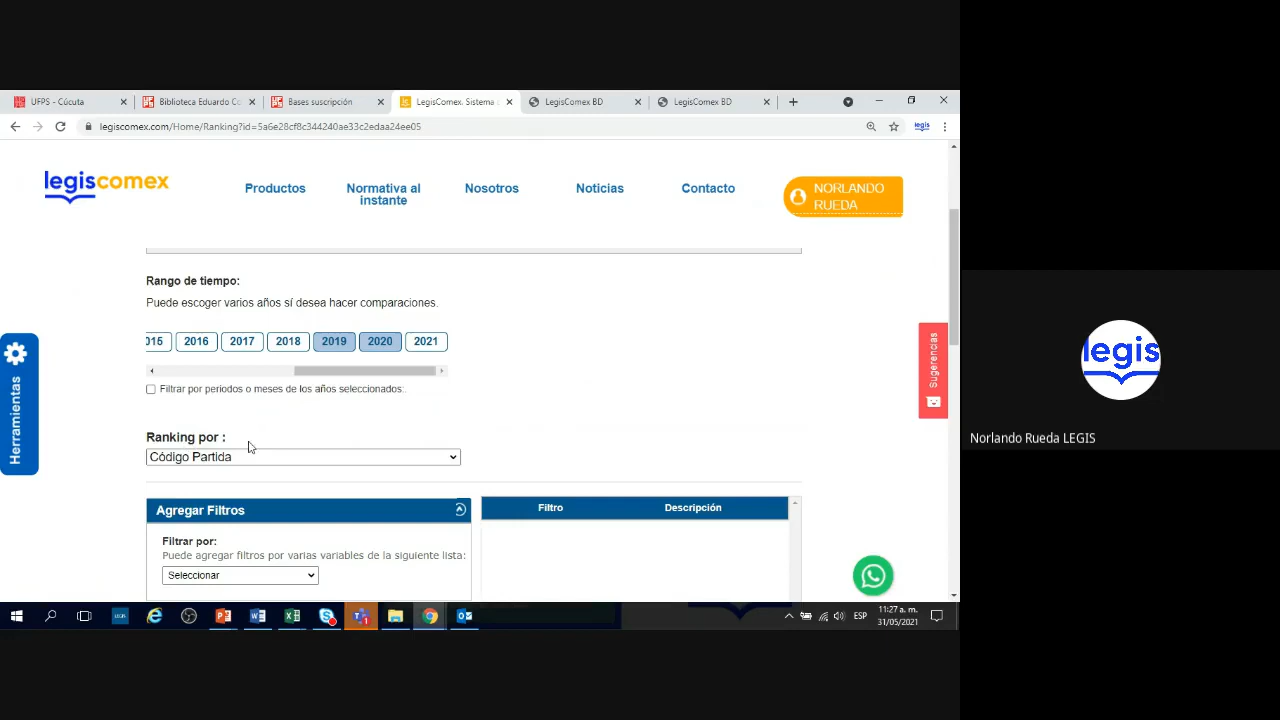 UFPS - Cúcuta
Biblioteca Eduardo Co
Bases suscripción
LegisComex: Sistema
LegisComex BD
LegisComex BD
legiscomex.com/Home/Ranking?id=5a6e28cf8c344240ae33c2edaa24ee05
legis
legiscomex
Productos
Normativa al
instante
Nosotros
Noticias
Contacto
NORLANDO
RUEDA
Rango de tiempo:
Puede escoger varios años sí desea hacer comparaciones.
015 2016 2017 2018 2019 2020 2021
Filtrar por periodos o meses de los años seleccionados:
Ranking por :
Código Partida
Agregar Filtros
Filtrar por:
Puede agregar filtros por varias variables de la siguiente lista:
Seleccionar
Filtro Descripción
Herramientas
Sugerencias
legis
Norlando Rueda LEGIS
LEGIS
ESP
11:27 a. m.
31/05/2021